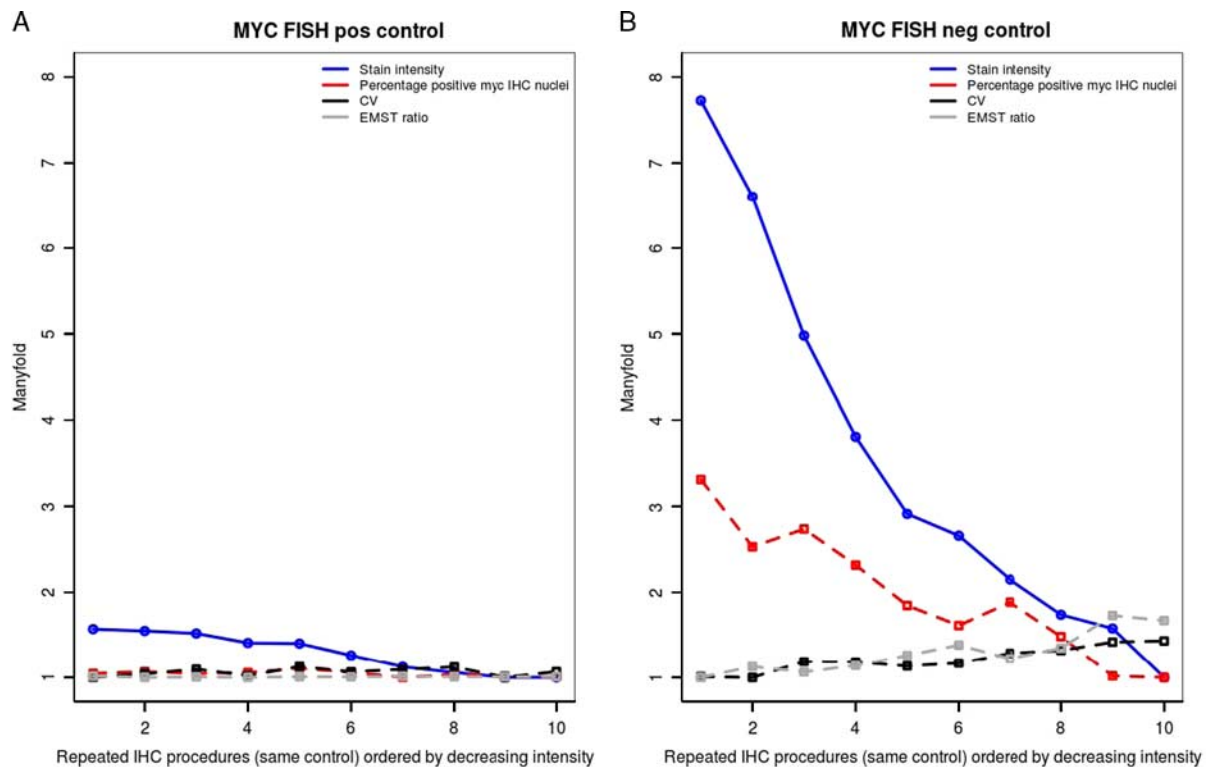 A
MYC FISH pos control
Stain intensity
Percentage positive myc IHC nuclei
CV
EMST ratio
8
7
6
5
4
3
2
1
Manyfold
2 4 6 8 10
Repeated IHC procedures (same control) ordered by decreasing intensity
B
MYC FISH neg control
Stain intensity
Percentage positive myc IHC nuclei
CV
EMST ratio
8
7
6
5
4
3
2
1
Manyfold
2 4 6 8 10
Repeated IHC procedures (same control) ordered by decreasing intensity